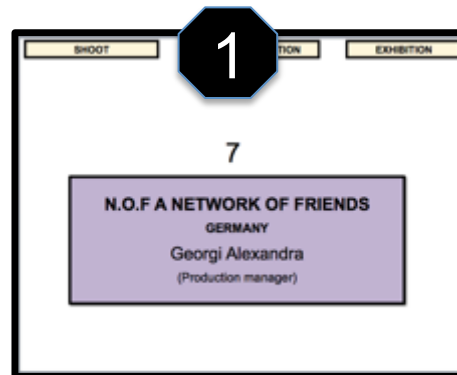 1
SHOOT
TION
EXHIBITION
7
N.O.F A NETWORK OF FRIENDS
GERMANY
Georgi Alexandra
(Production manager)